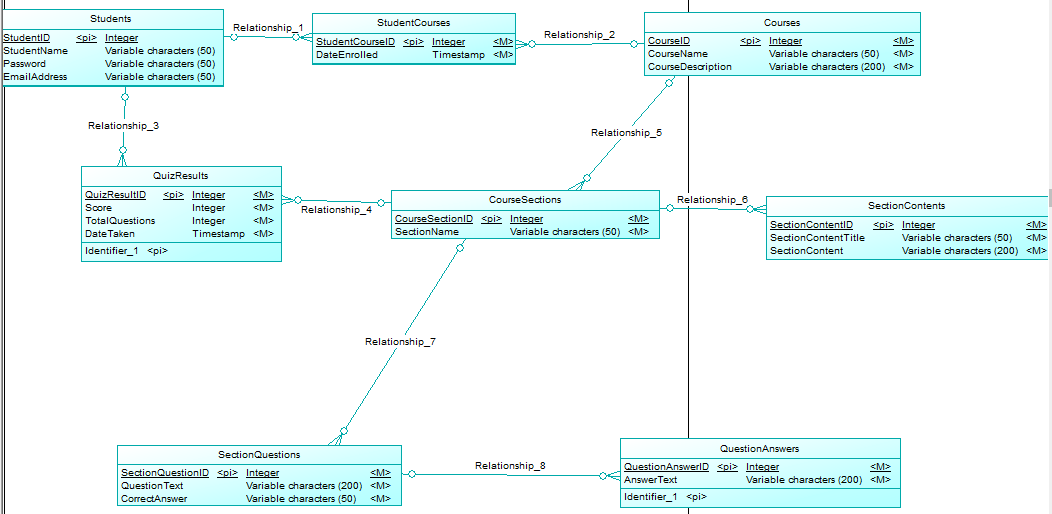 Students
StudentID <pi> Integer
StudentName Variable characters (50)
Password Variable characters (50)
EmailAddress Variable characters (50)
Relationship_1
StudentCourses
StudentCourseID <pi> Integer <M>
DateEnrolled Timestamp <M>
Relationship_2
Courses
CourseID <pi> Integer <M>
CourseName Variable characters (50) <M>
CourseDescription Variable characters (200) <M>
Relationship_3
Relationship_5
QuizResults
QuizResultID <pi> Integer <M>
Score Integer <M>
TotalQuestions Integer <M>
DateTaken Timestamp <M>
Identifier_1 <pi>
Relationship_4
CourseSections
CourseSectionID <pi> Integer <M>
SectionName Variable characters (50) <M>
Relationship_6
SectionContents
SectionContentID <pi> Integer <M>
SectionContentTitle Variable characters (50) <M>
SectionContent Variable characters (200) <M>
Relationship_7
SectionQuestions
SectionQuestionID <pi> Integer <M>
QuestionText Variable characters (200) <M>
CorrectAnswer Variable characters (50) <M>
Relationship_8
QuestionAnswers
QuestionAnswerID <pi> Integer <M>
AnswerText Variable characters (200) <M>
Identifier_1 <pi>